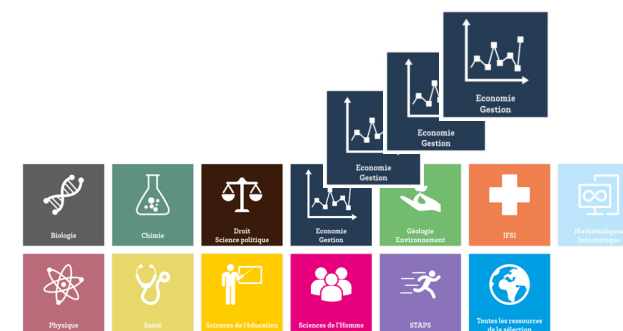 Economie
Gestion
Economie
Gestion
Economie
Gestion
Biologie
Chimie
Droit
Science politique
Economie
Gestion
Géologie
Environnement
IFSI
Mathématiques
Informatique
Physique
Santé
Sciences de l'éducation
Sciences de l'Homme
STAPS
Toutes les ressources
de la sélection